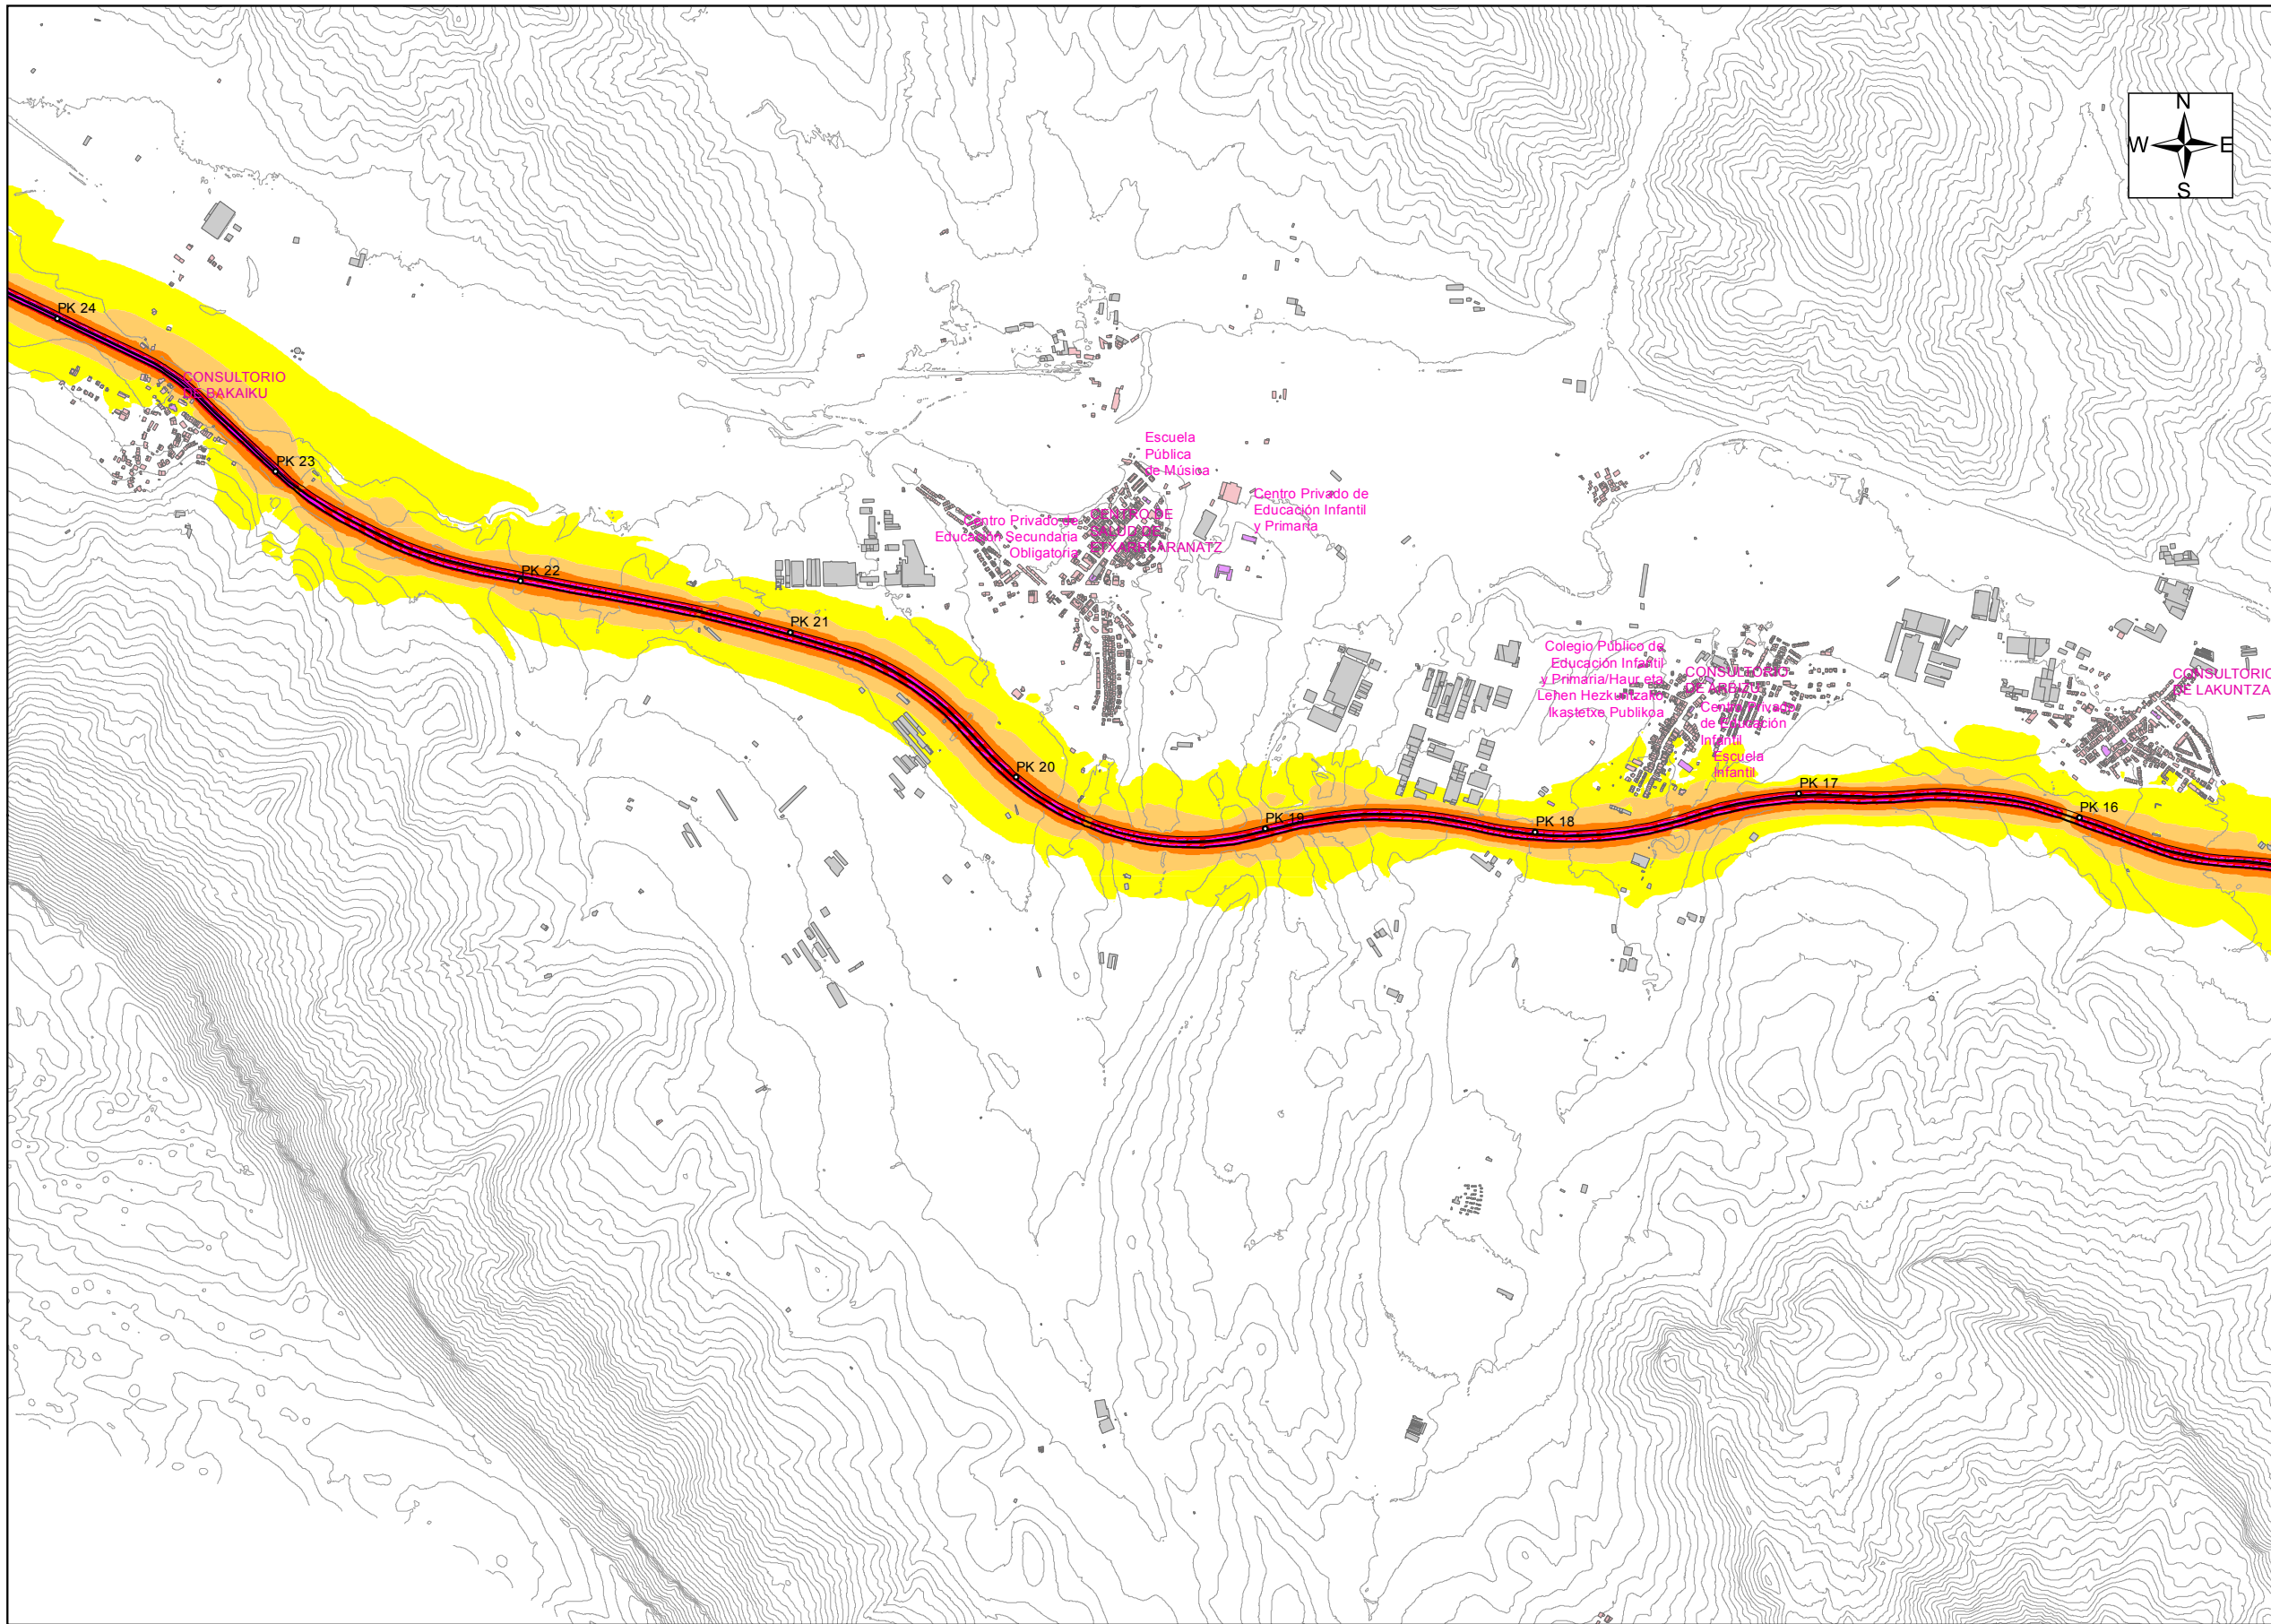 N
W E
S
PK 24
CONSULTORIO
DE BAKAIKU
PK 23
PK 22
PK 21
PK 20
Escuela
Pública
de Música
Centro Privado de
Educación Infantil
y Primaria
Centro Privado de
Educación Secundaria
Obligatoria
CENTRO DE
SALUD DE
ETXARRI-ARANATZ
PK 19
PK 18
Colegio Público de
Educación Infantil
y Primaria/Haur eta
Lehen Hezkuntzako
Ikastetxe Publikoa
CONSULTORIO
DE ARBIZU
Centro Privado
de Educación
Infantil
Escuela
Infantil
PK 17
PK 16
CONSULTORIO
DE LAKUNTZA